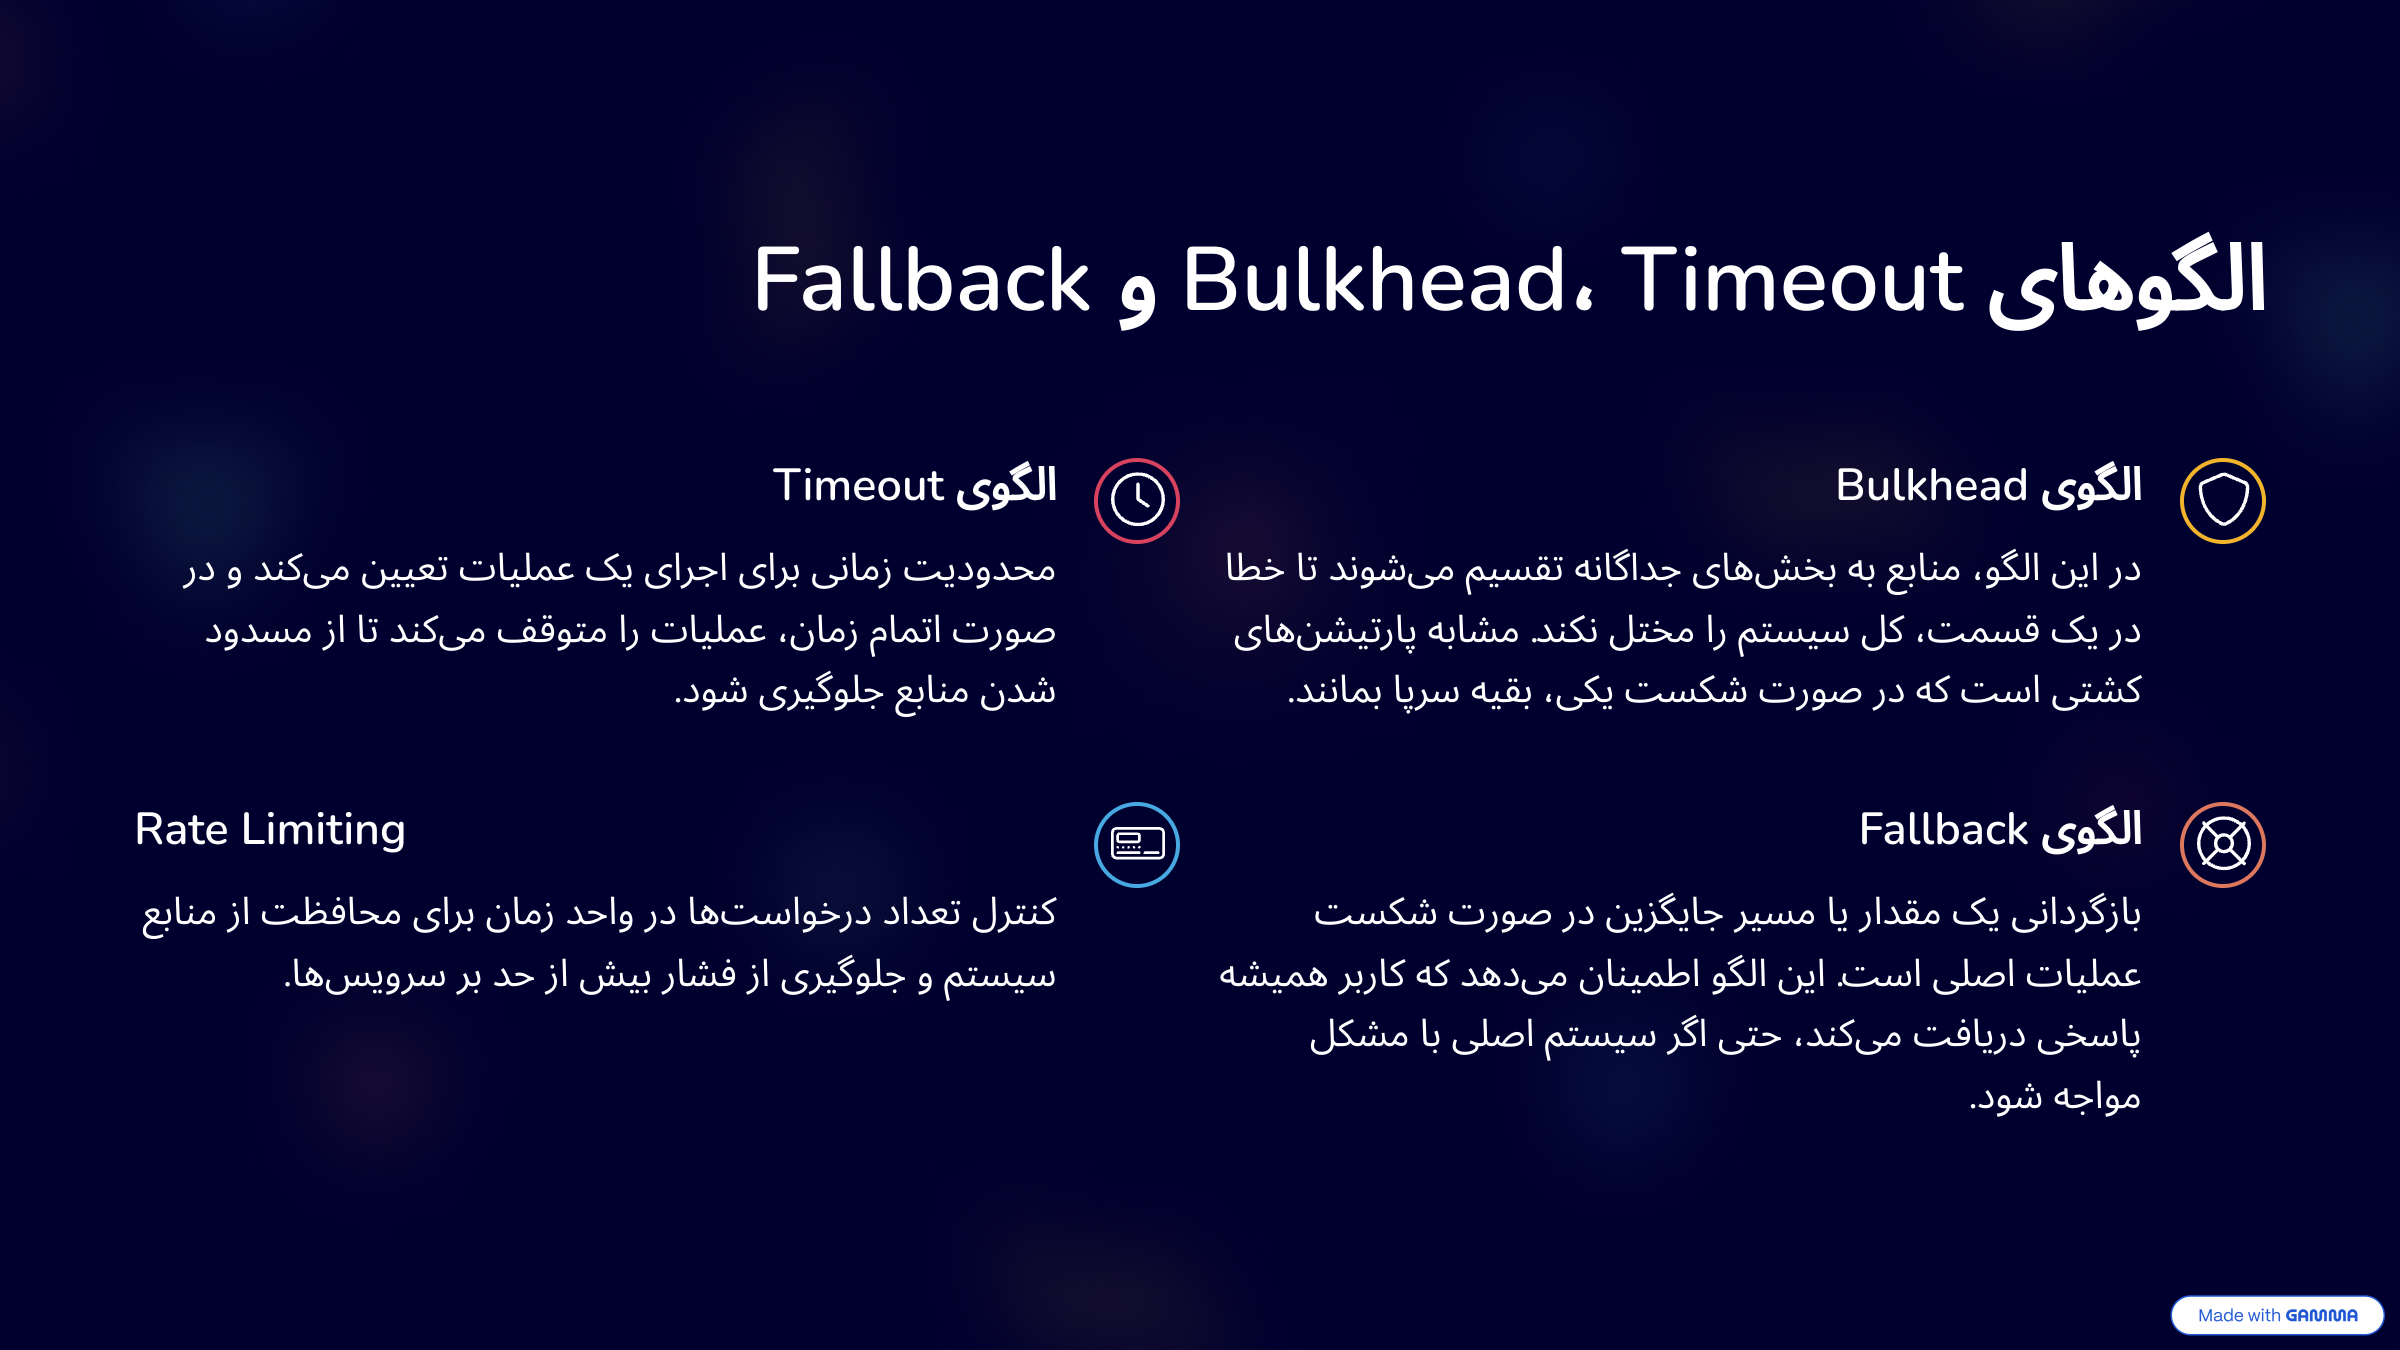 الگوهای Bulkhead، Timeout و Fallback
الگوی Bulkhead
در این الگو، منابع به بخش‌های جداگانه تقسیم می‌شوند تا خطا
در یک قسمت، کل سیستم را مختل نکند. مشابه پارتیشن‌های
کشتی است که در صورت شکست یکی، بقیه سرپا بمانند.
الگوی Timeout
محدودیت زمانی برای اجرای یک عملیات تعیین می‌کند و در
صورت اتمام زمان، عملیات را متوقف می‌کند تا از مسدود
شدن منابع جلوگیری شود.
الگوی Fallback
بازگردانی یک مقدار یا مسیر جایگزین در صورت شکست
عملیات اصلی است. این الگو اطمینان می‌دهد که کاربر همیشه
پاسخی دریافت می‌کند، حتی اگر سیستم اصلی با مشکل
مواجه شود.
Rate Limiting
کنترل تعداد درخواست‌ها در واحد زمان برای محافظت از منابع
سیستم و جلوگیری از فشار بیش از حد بر سرویس‌ها.
Made with GAMMA